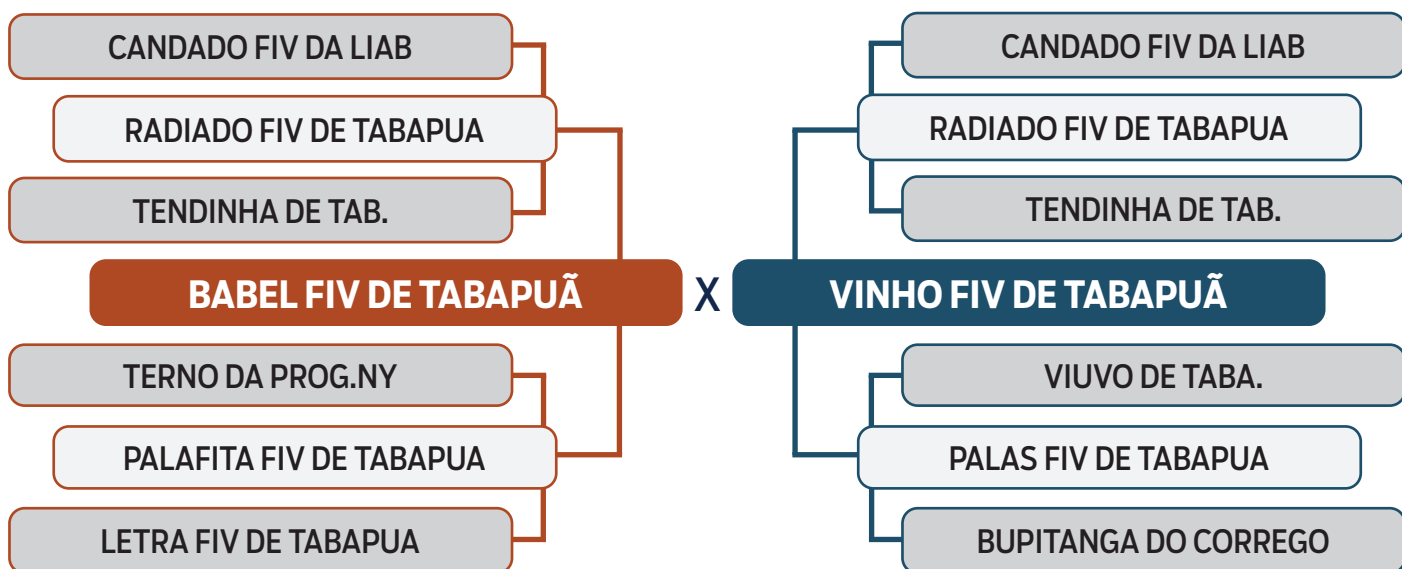 CANDADO FIV DA LIAB
RADIADO FIV DE TABAPUA
TENDINHA DE TAB.
BABEL FIV DE TABAPUÃ
TERNO DA PROG.NY
PALAFITA FIV DE TABAPUA
LETRA FIV DE TABAPUA
X
CANDADO FIV DA LIAB
RADIADO FIV DE TABAPUA
TENDINHA DE TAB.
VINHO FIV DE TABAPUÃ
VIUVO DE TABA.
PALAS FIV DE TABAPUA
BUPITANGA DO CORREGO